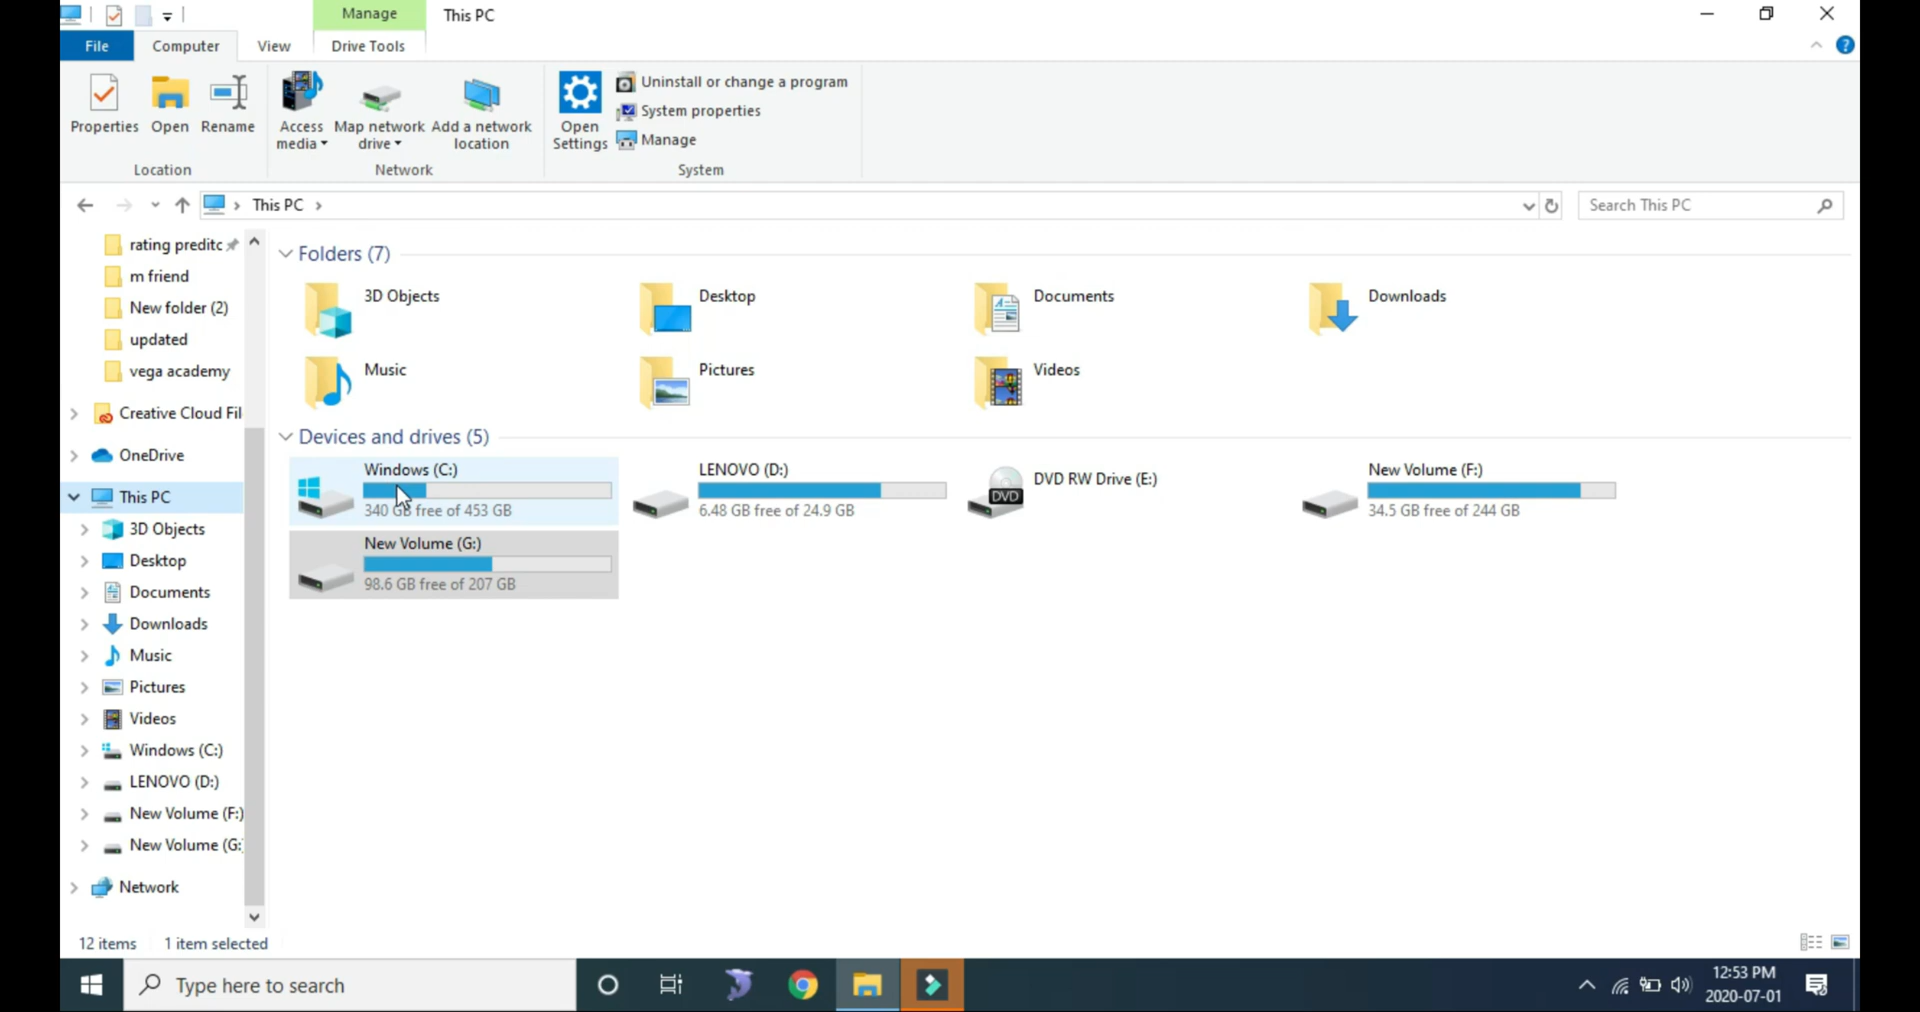 Manage
This PC
File
Computer
View
Drive Tools
Properties
Open
Rename
Access media
Map network drive
Add a network location
Open Settings
Uninstall or change a program
System properties
Manage
Location
Network
System
This PC
Search This PC
rating preditc
m friend
New folder (2)
updated
vega academy
Creative Cloud Fil
OneDrive
This PC
3D Objects
Desktop
Documents
Downloads
Music
Pictures
Videos
Windows (C:)
LENOVO (D:)
New Volume (F:)
New Volume (G:
Network
Folders (7)
3D Objects
Desktop
Documents
Downloads
Music
Pictures
Videos
Devices and drives (5)
Windows (C:)
340 GB free of 453 GB
LENOVO (D:)
6.48 GB free of 24.9 GB
DVD
DVD RW Drive (E:)
New Volume (F:)
34.5 GB free of 244 GB
New Volume (G:)
98.6 GB free of 207 GB
12 items
1 item selected
Type here to search
12:53 PM
2020-07-01